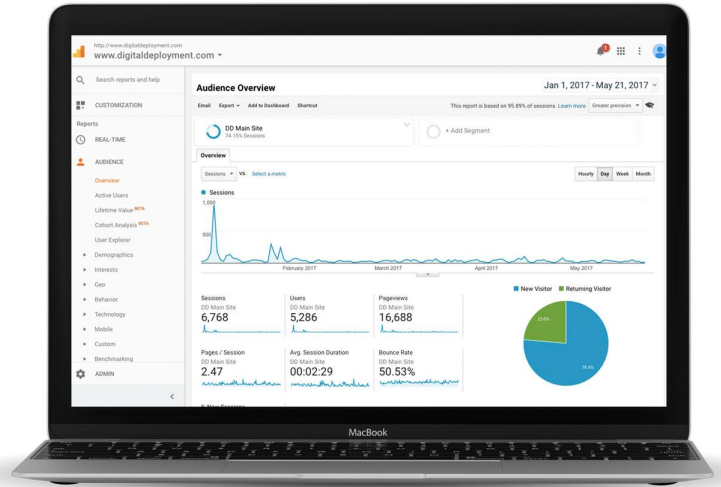 http://www.digitaldeployment.com
www.digitaldeployment.com
Search reports and help
CUSTOMIZATION
Reports
REAL-TIME
AUDIENCE
Overview
Active Users
Lifetime Value BETA
Cohort Analysis BETA
User Explorer
Demographics
Interests
Geo
Behavior
Technology
Mobile
Custom
Benchmarking
ADMIN
Audience Overview
Jan 1, 2017 - May 21, 2017
Email Export Add to Dashboard Shortcut
This report is based on 95.89% of sessions. Learn more Greater precision
DD Main Site
74.15% Sessions
+ Add Segment
Overview
Sessions VS. Select a metric
Hourly Day Week Month
Sessions
1,000
500
February 2017 March 2017 April 2017 May 2017
New Visitor Returning Visitor
Sessions
DD Main Site
6,768
Users
DD Main Site
5,286
Pageviews
DD Main Site
16,688
Pages / Session
DD Main Site
2.47
Avg. Session Duration
DD Main Site
00:02:29
Bounce Rate
DD Main Site
50.53%
% New Sessions
MacBook